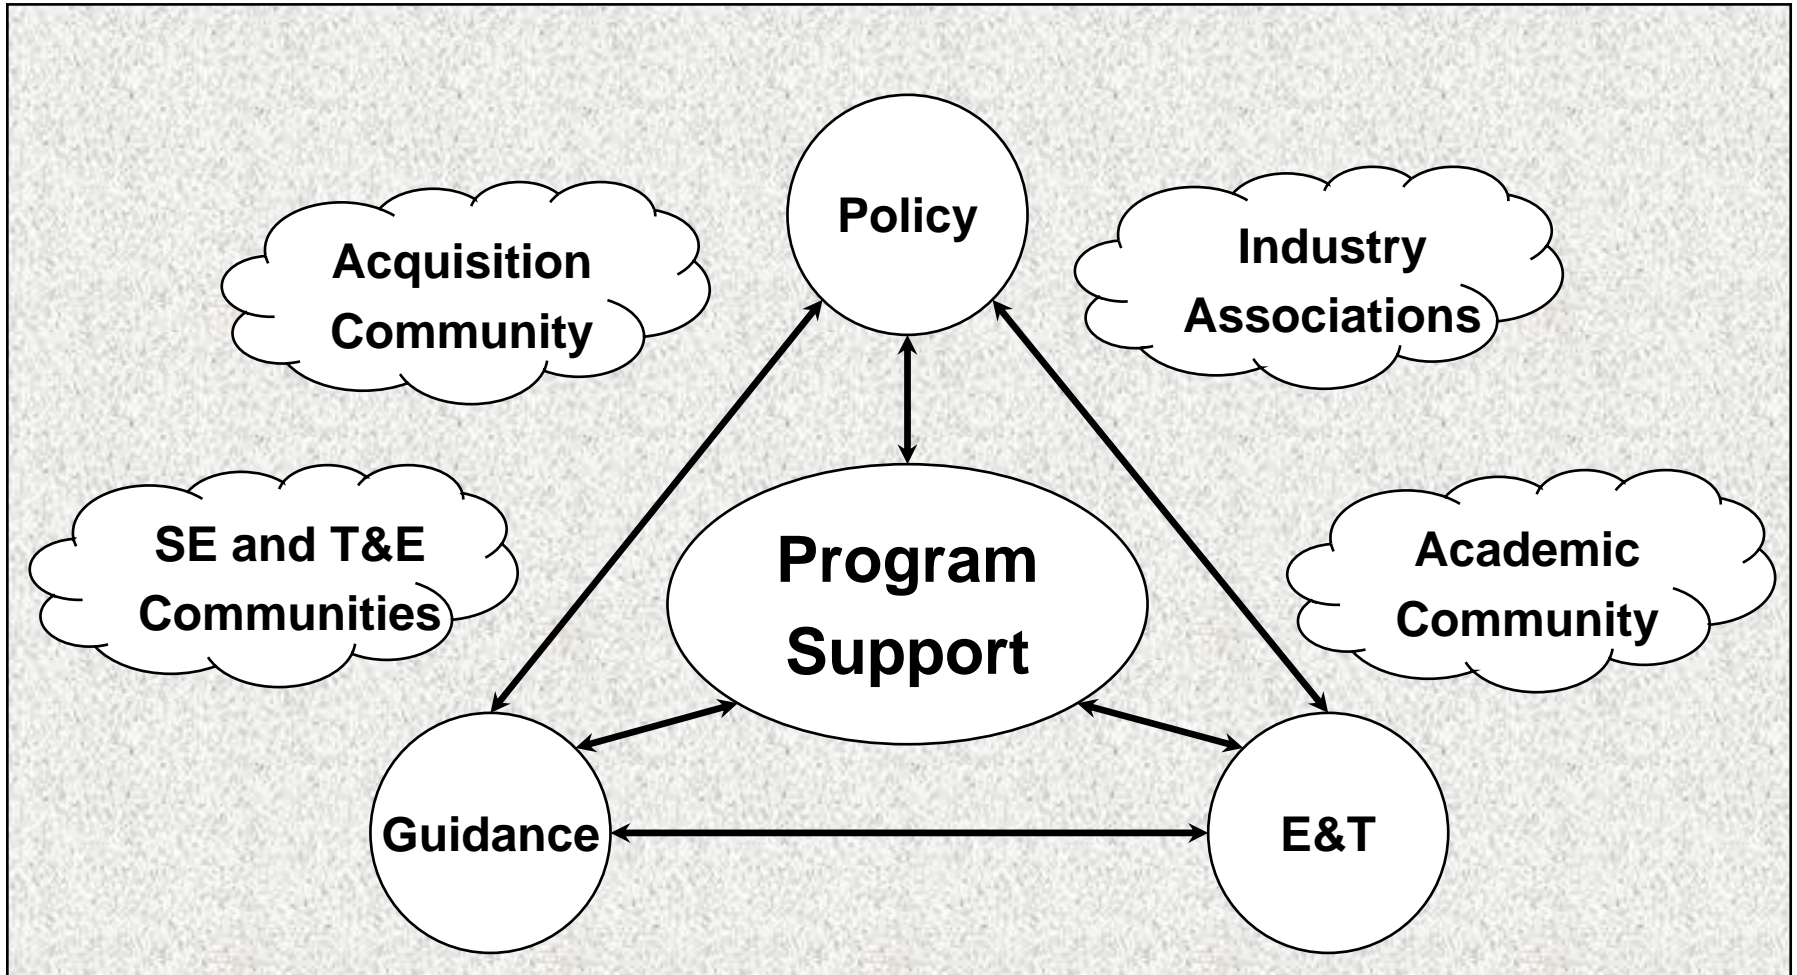 Policy
Acquisition
Community
Industry
Associations
SE and T&E
Communities
Program
Support
Academic
Community
Guidance
E&T